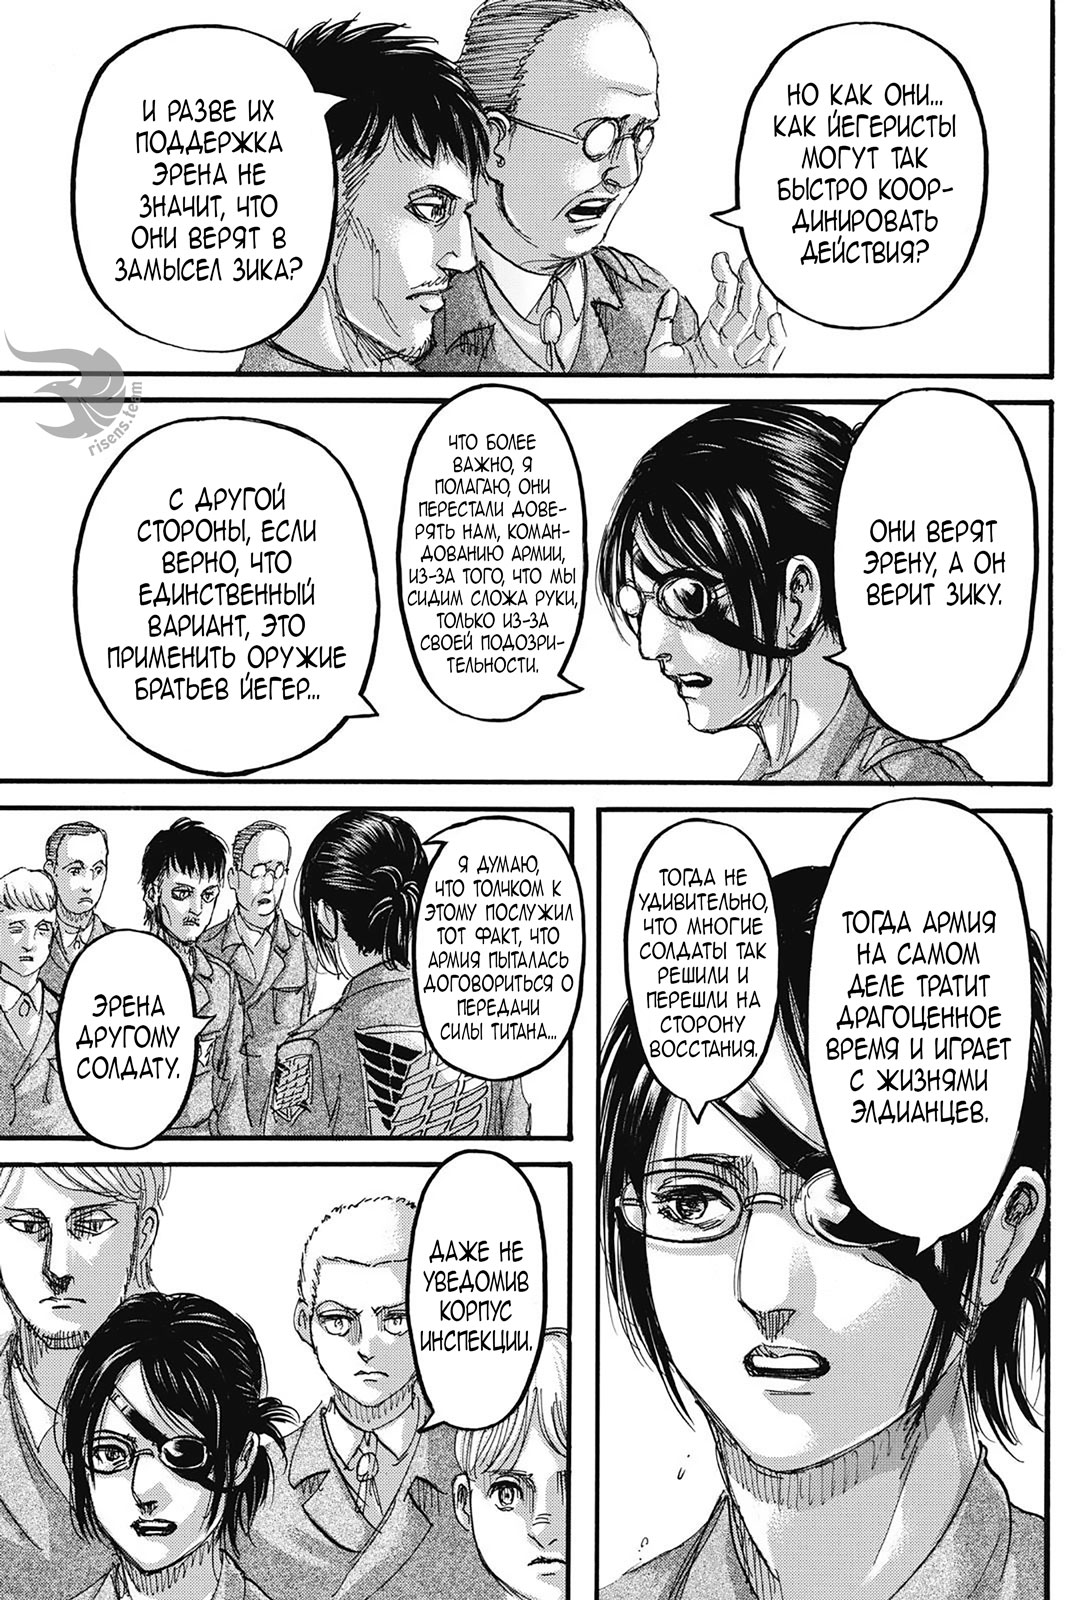 НО КАК ОНИ...
КАК ЙЕГЕРИСТЫ
МОГУТ ТАК
БЫСТРО КООР-
ДИНИРОВАТЬ
ДЕЙСТВИЯ?
И РАЗВЕ ИХ
ПОДДЕРЖКА
ЭРЕНА НЕ
ЗНАЧИТ, ЧТО
ОНИ ВЕРЯТ В
ЗАМЫСЕЛ ЗИКА?
risens.team
ОНИ ВЕРЯТ
ЭРЕНУ, А ОН
ВЕРИТ ЗИКУ.
ЧТО БОЛЕЕ
ВАЖНО, Я
ПОЛАГАЮ, ОНИ
ПЕРЕСТАЛИ ДОВЕ-
РЯТЬ НАМ, КОМАН-
ДОВАНИЮ АРМИИ,
ИЗ-ЗА ТОГО, ЧТО МЫ
СИДИМ СЛОЖА РУКИ,
ТОЛЬКО ИЗ-ЗА
СВОЕЙ ПОДОЗРИ-
ТЕЛЬНОСТИ.
С ДРУГОЙ
СТОРОНЫ, ЕСЛИ
ВЕРНО, ЧТО
ЕДИНСТВЕННЫЙ
ВАРИАНТ, ЭТО
ПРИМЕНИТЬ ОРУЖИЕ
БРАТЬЕВ ЙЕГЕР...
ТОГДА АРМИЯ
НА САМОМ
ДЕЛЕ ТРАТИТ
ДРАГОЦЕННОЕ
ВРЕМЯ И ИГРАЕТ
С ЖИЗНЯМИ
ЭЛДИАНЦЕВ.
ТОГДА НЕ
УДИВИТЕЛЬНО,
ЧТО МНОГИЕ
СОЛДАТЫ ТАК
РЕШИЛИ И
ПЕРЕШЛИ НА
СТОРОНУ
ВОССТАНИЯ.
Я ДУМАЮ,
ЧТО ТОЛЧКОМ К
ЭТОМУ ПОСЛУЖИЛ
ТОТ ФАКТ, ЧТО
АРМИЯ ПЫТАЛАСЬ
ДОГОВОРИТЬСЯ О
ПЕРЕДАЧИ
СИЛЫ ТИТАНА...
ЭРЕНА
ДРУГОМУ
СОЛДАТУ.
ДАЖЕ НЕ
УВЕДОМИВ
КОРПУС
ИНСПЕКЦИИ.